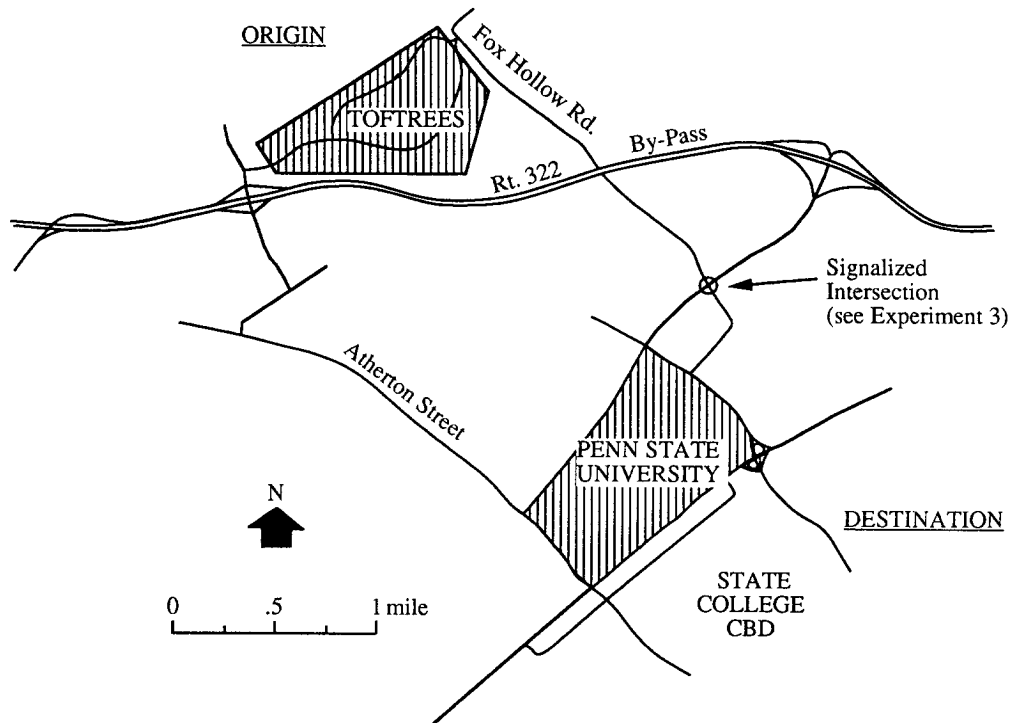 ORIGIN
Fox Hollow Rd.
TOFTREES
By-Pass
Rt. 322
Signalized
Intersection
(see Experiment 3)
Atherton Street
PENN STATE
UNIVERSITY
N
DESTINATION
STATE
COLLEGE
CBD
0 .5 1 mile